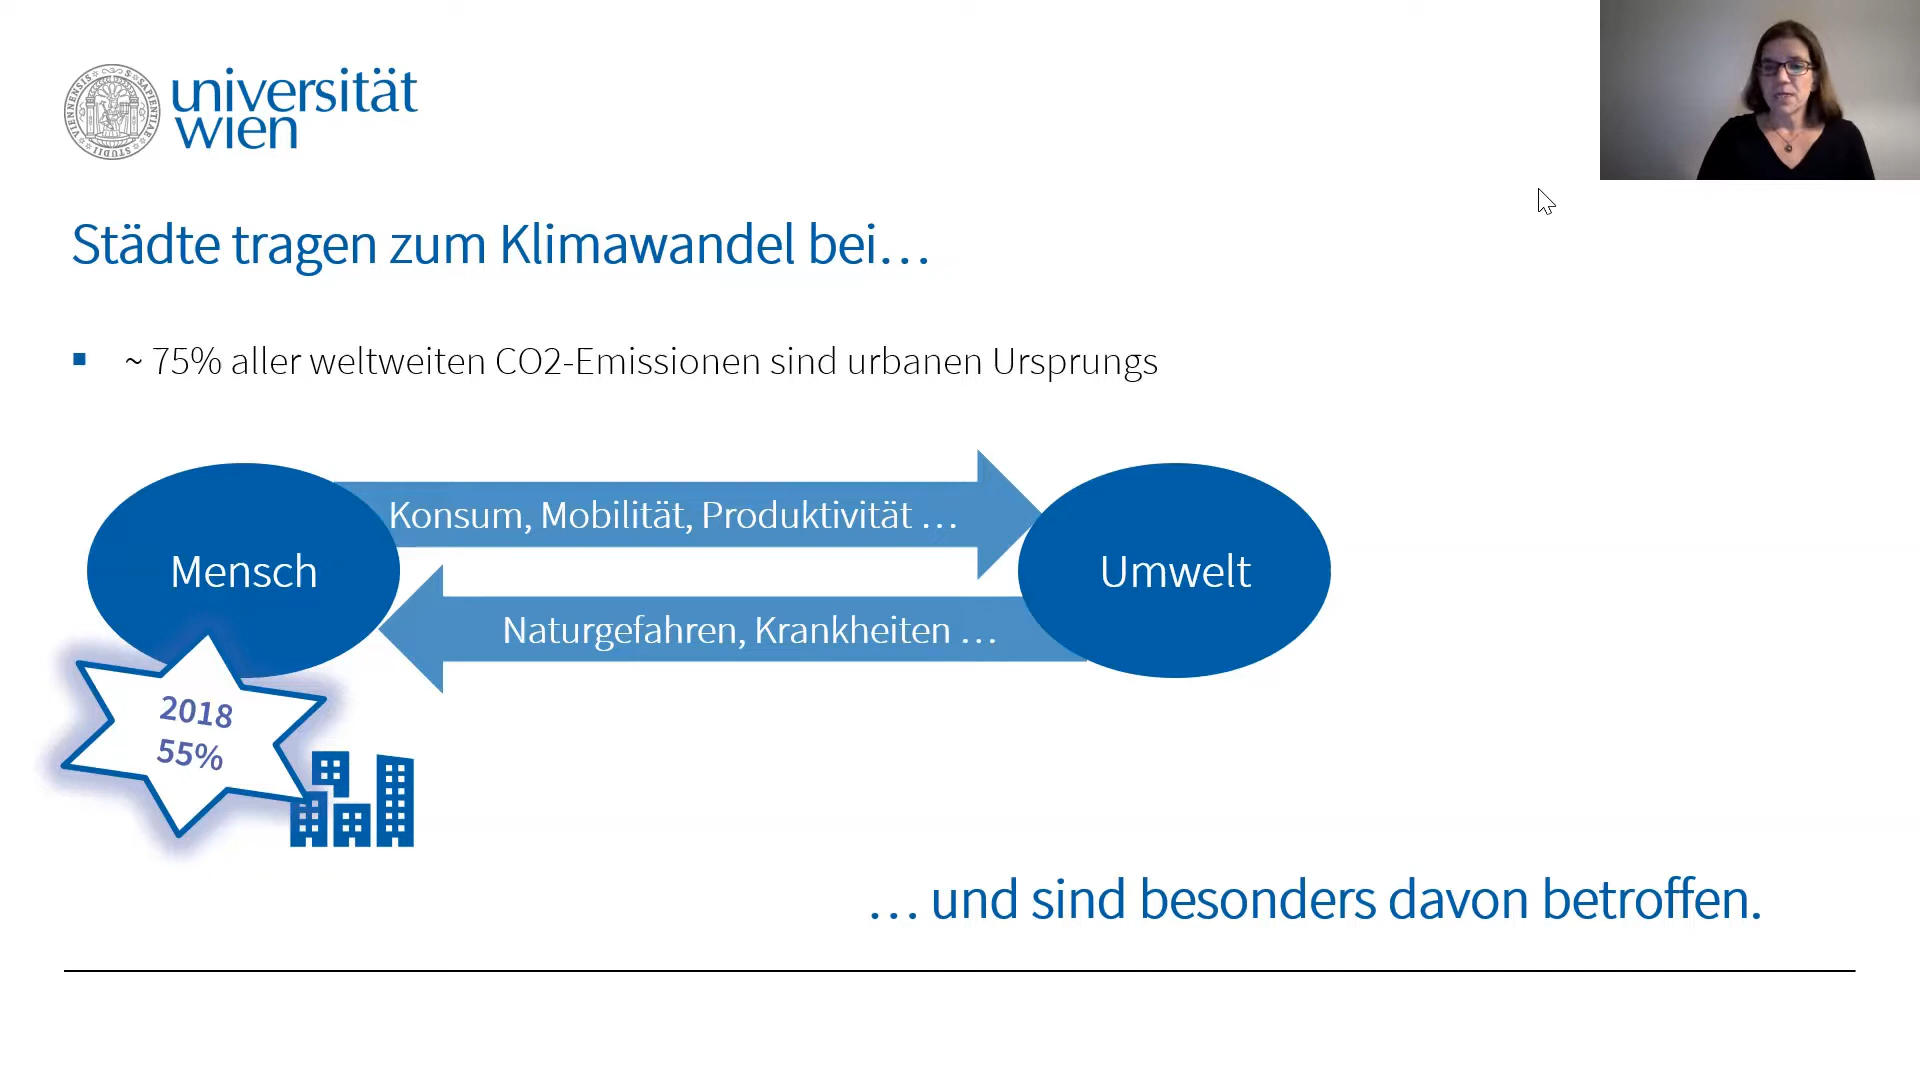 universität
wien
Städte tragen zum Klimawandel bei…
~ 75% aller weltweiten CO2-Emissionen sind urbanen Ursprungs
Konsum, Mobilität, Produktivität …
Mensch
Umwelt
Naturgefahren, Krankheiten …
2018
55%
… und sind besonders davon betroffen.